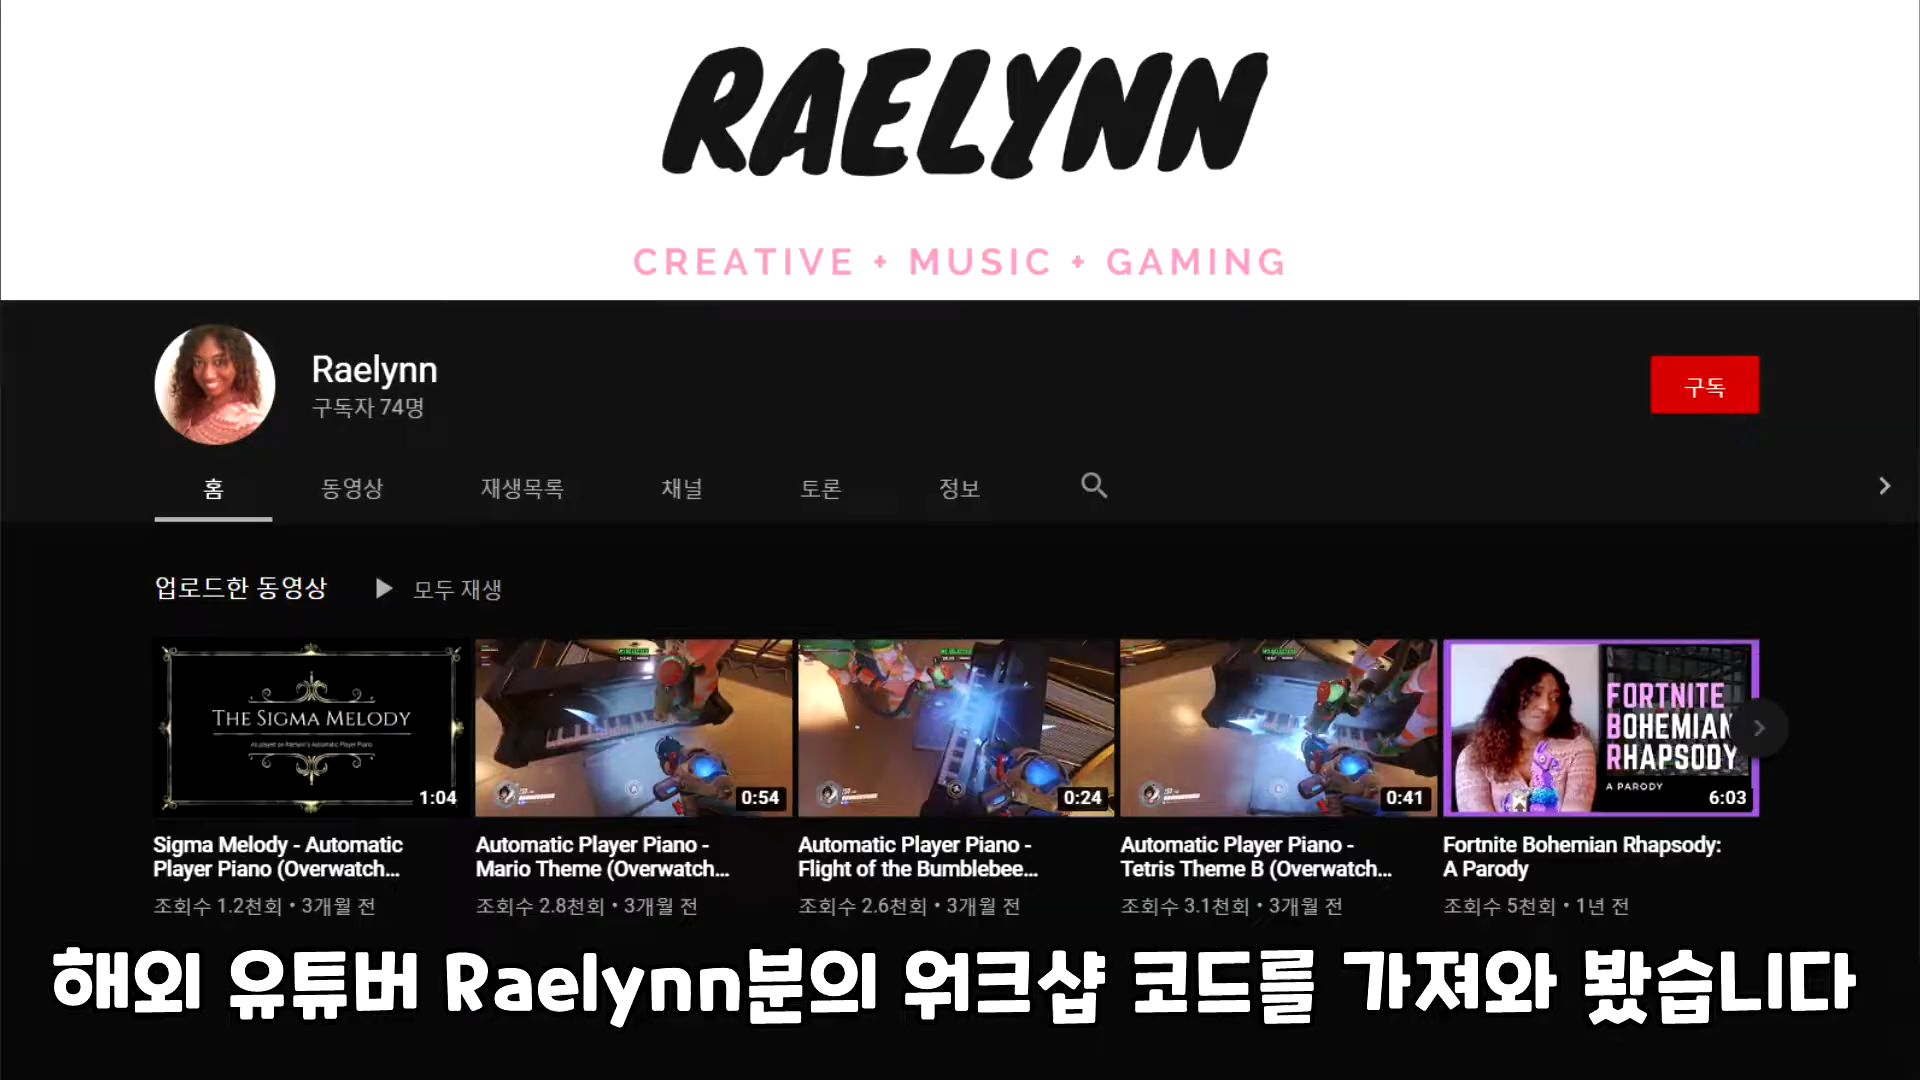 RAELYNN
CREATIVE + MUSIC + GAMING
Raelynn
구독자 74명
구독
홈 동영상 재생목록 채널 토론 정보
업로드한 동영상 모두 재생
THE SIGMA MELODY
As played on Raelynn's Automatic Player Piano
1:04
0:54
0:24
0:41
FORTNITE
BOHEMIAN
RHAPSODY
A PARODY
6:03
Sigma Melody - Automatic
Player Piano (Overwatch...
조회수 1.2천회 • 3개월 전
Automatic Player Piano -
Mario Theme (Overwatch...
조회수 2.8천회 • 3개월 전
Automatic Player Piano -
Flight of the Bumblebee...
조회수 2.6천회 • 3개월 전
Automatic Player Piano -
Tetris Theme B (Overwatch...
조회수 3.1천회 • 3개월 전
Fortnite Bohemian Rhapsody:
A Parody
조회수 5천회 • 1년 전
해외 유튜버 Raelynn분의 워크샵 코드를 가져와 봤습니다